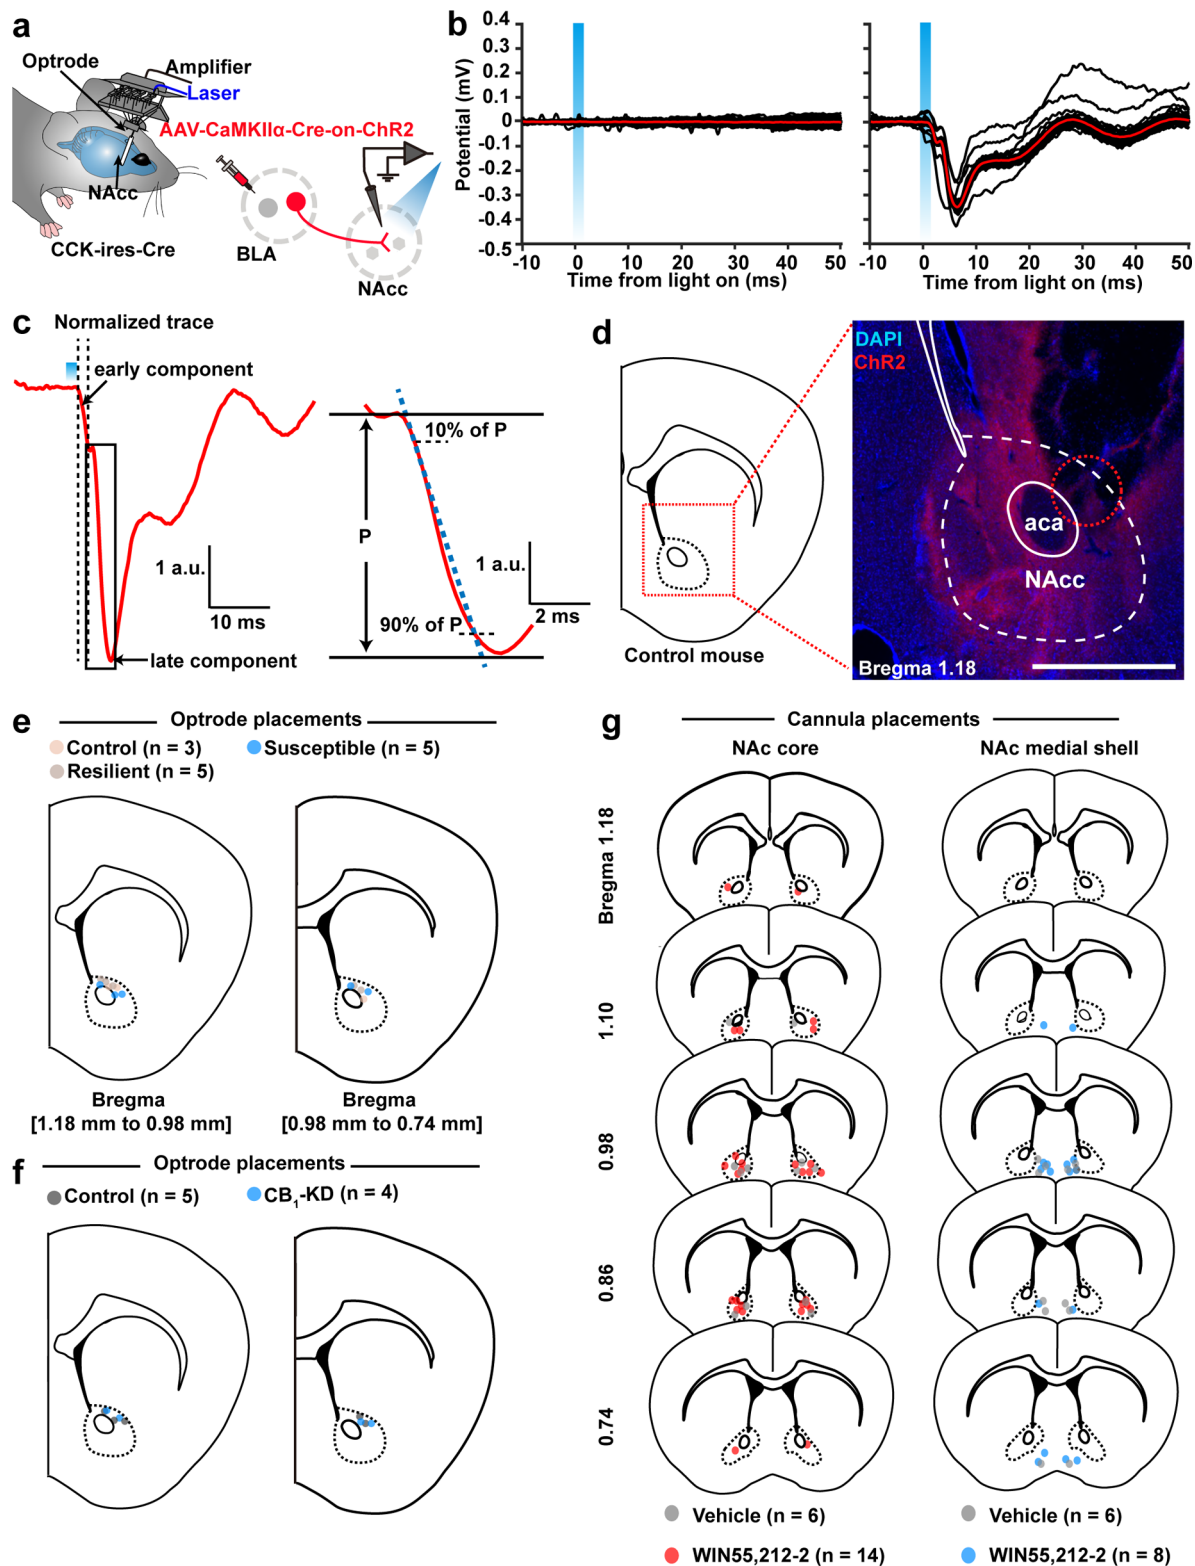 a
Optrode
Amplifier
Laser
AAV-CaMKIIα-Cre-on-ChR2
NAcc
CCK-ires-Cre
BLA
NAcc
b
Potential (mV)
0.4
0.3
0.2
0.1
0
-0.1
-0.2
-0.3
-0.4
-0.5
-10 0 10 20 30 40 50
Time from light on (ms)
-10 0 10 20 30 40 50
Time from light on (ms)
c
Normalized trace
early component
late component
1 a.u.
10 ms
P
10% of P
90% of P
1 a.u.
2 ms
d
Control mouse
DAPI
ChR2
aca
NAcc
Bregma 1.18
e
Optrode placements
Control (n = 3)
Susceptible (n = 5)
Resilient (n = 5)
Bregma
[1.18 mm to 0.98 mm]
Bregma
[0.98 mm to 0.74 mm]
f
Optrode placements
Control (n = 5)
CB₁-KD (n = 4)
g
Cannula placements
NAc core
NAc medial shell
Bregma 1.18
1.10
0.98
0.86
0.74
Vehicle (n = 6)
WIN55,212-2 (n = 14)
Vehicle (n = 6)
WIN55,212-2 (n = 8)